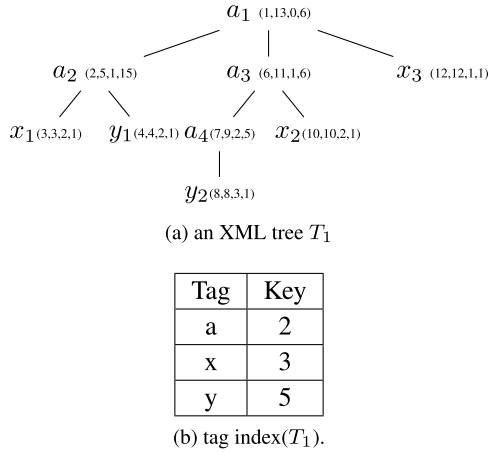 a1 (1,13,0,6)
a2 (2,5,1,15) a3 (6,11,1,6) x3 (12,12,1,1)
x1(3,3,2,1) y1(4,4,2,1) a4(7,9,2,5) x2(10,10,2,1)
y2(8,8,3,1)
(a) an XML tree T1
Tag Key
a 2
x 3
y 5
(b) tag index(T1).